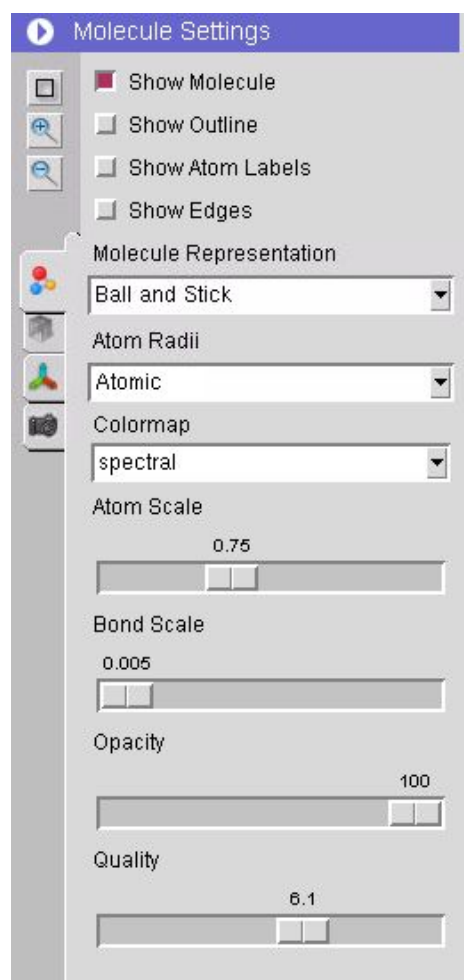 Molecule Settings
Show Molecule
Show Outline
Show Atom Labels
Show Edges
Molecule Representation
Ball and Stick
Atom Radii
Atomic
Colormap
spectral
Atom Scale
0.75
Bond Scale
0.005
Opacity
100
Quality
6.1